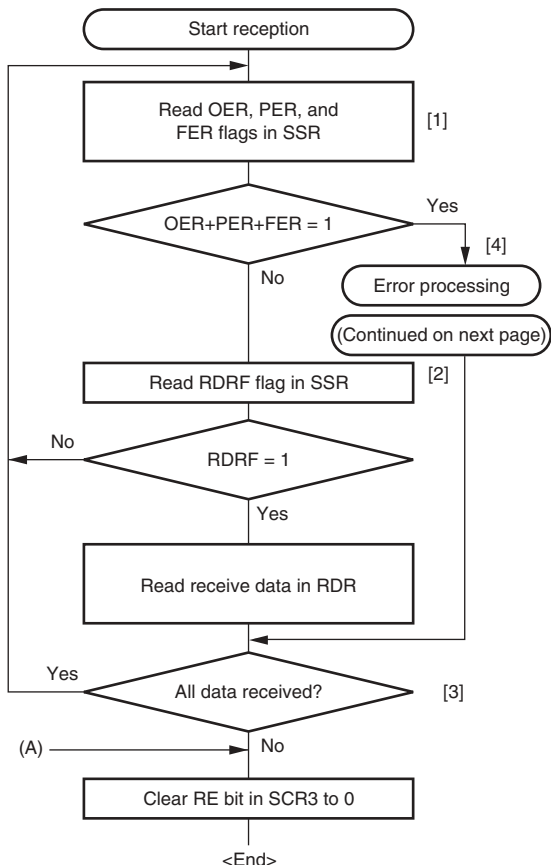 Start reception
Read OER, PER, and
FER flags in SSR
[1]
OER+PER+FER = 1
Yes
[4]
No
Error processing
(Continued on next page)
Read RDRF flag in SSR
[2]
No
RDRF = 1
Yes
Read receive data in RDR
Yes
All data received?
[3]
(A)
No
Clear RE bit in SCR3 to 0
<End>